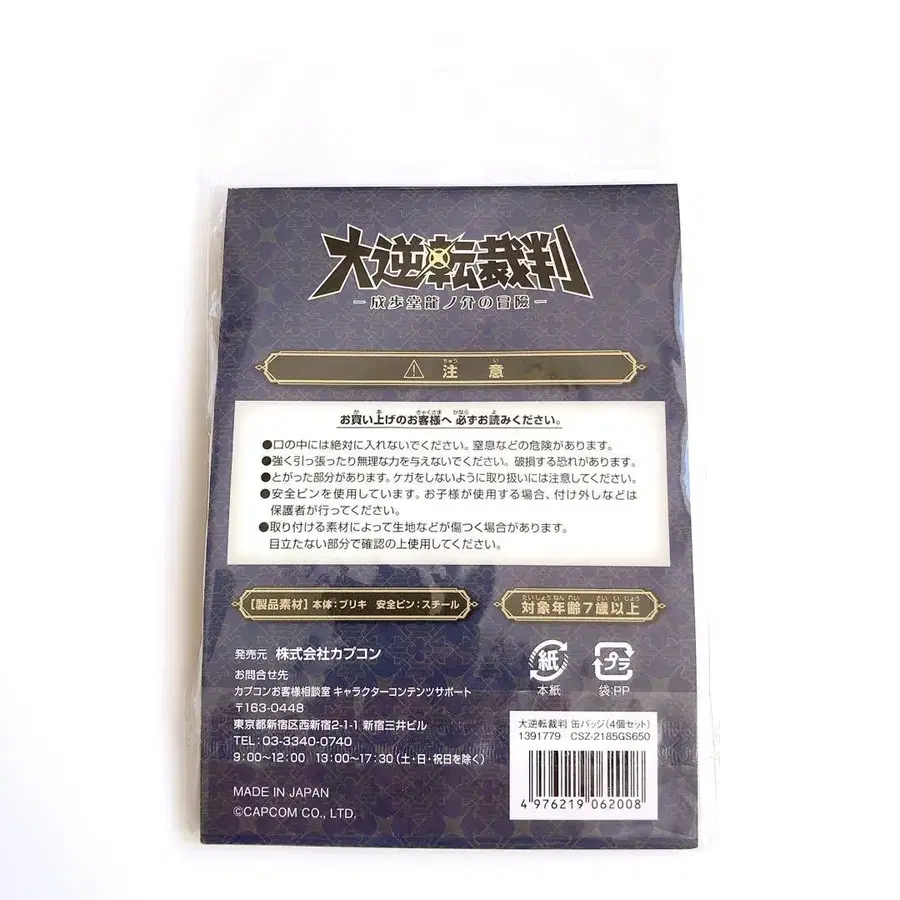 大逆転裁判
－成歩堂龍ノ介の冒險－
⚠ 注意
お買い上げのお客様へ 必ずお読みください。
●口の中には絶対に入れないでください。窒息などの危険があります。
●強く引っ張ったり無理な力を与えないでください。破損する恐れがあります。
●とがった部分があります。ケガをしないように取り扱いには注意してください。
●安全ピンを使用しています。お子様が使用する場合、付け外しなどは
保護者が行ってください。
●取り付ける素材によって生地などが傷つく場合があります。
目立たない部分で確認の上使用してください。
[製品素材] 本体：ブリキ 安全ピン：スチール
対象年齢7歳以上
発売元 株式会社カプコン
お問合せ先
カプコンお客様相談室 キャラクターコンテンツサポート
〒163-0448
東京都新宿区西新宿2-1-1 新宿三井ビル
TEL：03-3340-0740
9：00～12：00 13：00～17：30（土・日・祝日を除く）
MADE IN JAPAN
©CAPCOM CO., LTD.
紙
本紙
プラ
袋：PP
大逆転裁判 缶バッジ（4個セット）
1391779 CSZ-2185GS650
4 976219 062008